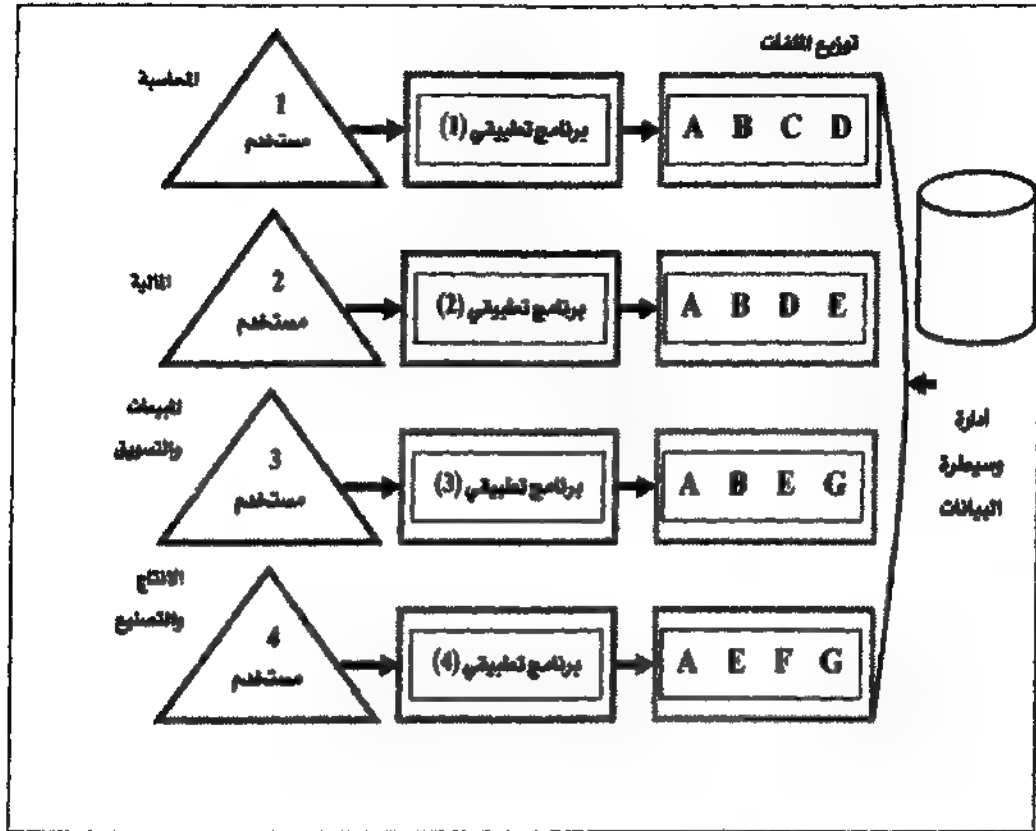 توزيع الملفات
المحاسبة
1
مستخدم
برنامج تطبيقي (1)
A B C D
المالية
2
مستخدم
برنامج تطبيقي (2)
A B D E
المبيعات
والتسويق
3
مستخدم
برنامج تطبيقي (3)
A B E G
ادارة
وسيطرة
البيانات
الانتاج
والتصنيع
4
مستخدم
برنامج تطبيقي (4)
A E F G